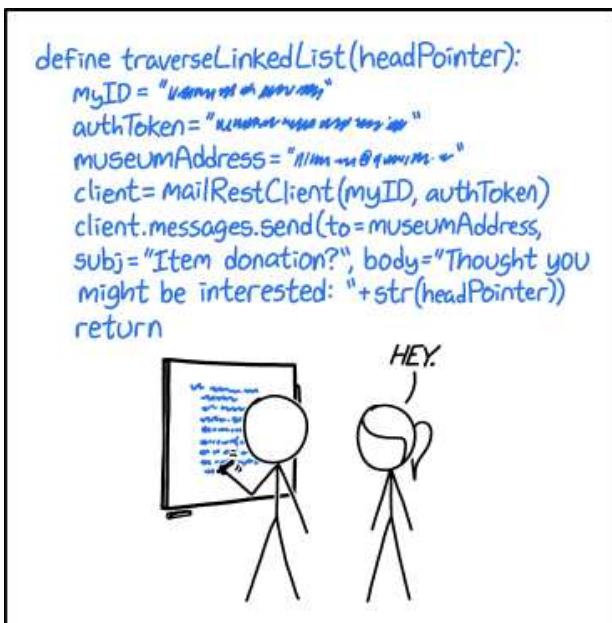 define traverseLinkedList(headPointer):
myID = " "
authToken = " "
museumAddress = " "
client = mailRestClient(myID, authToken)
client.messages.send(to=museumAddress,
subj="Item donation?", body="Thought you
might be interested: "+str(headPointer))
return
HEY.